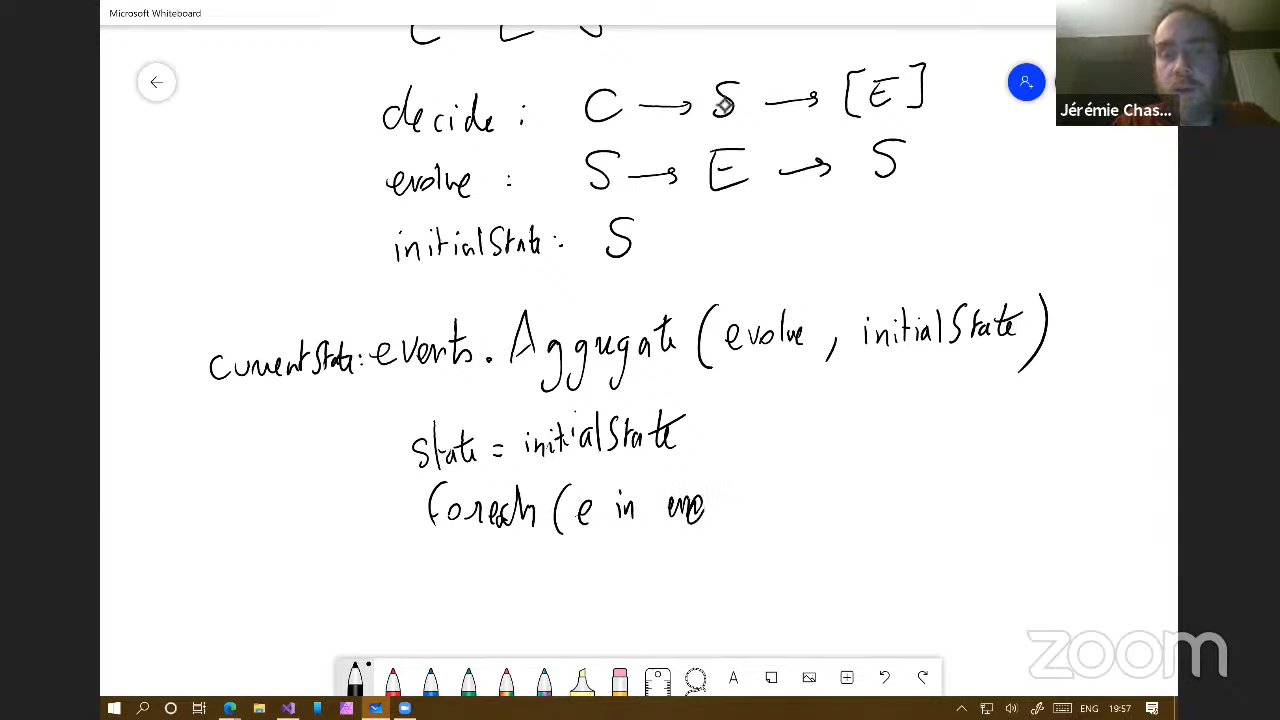 Microsoft Whiteboard
C E S
decide : C → S → [E]
evolve : S → E → S
initialState : S
currentState : events . Aggregate ( evolve , initialState )
state = initialState
foreach ( e in eve
Jérémie Chas...
zoom
A
ENG 19:57